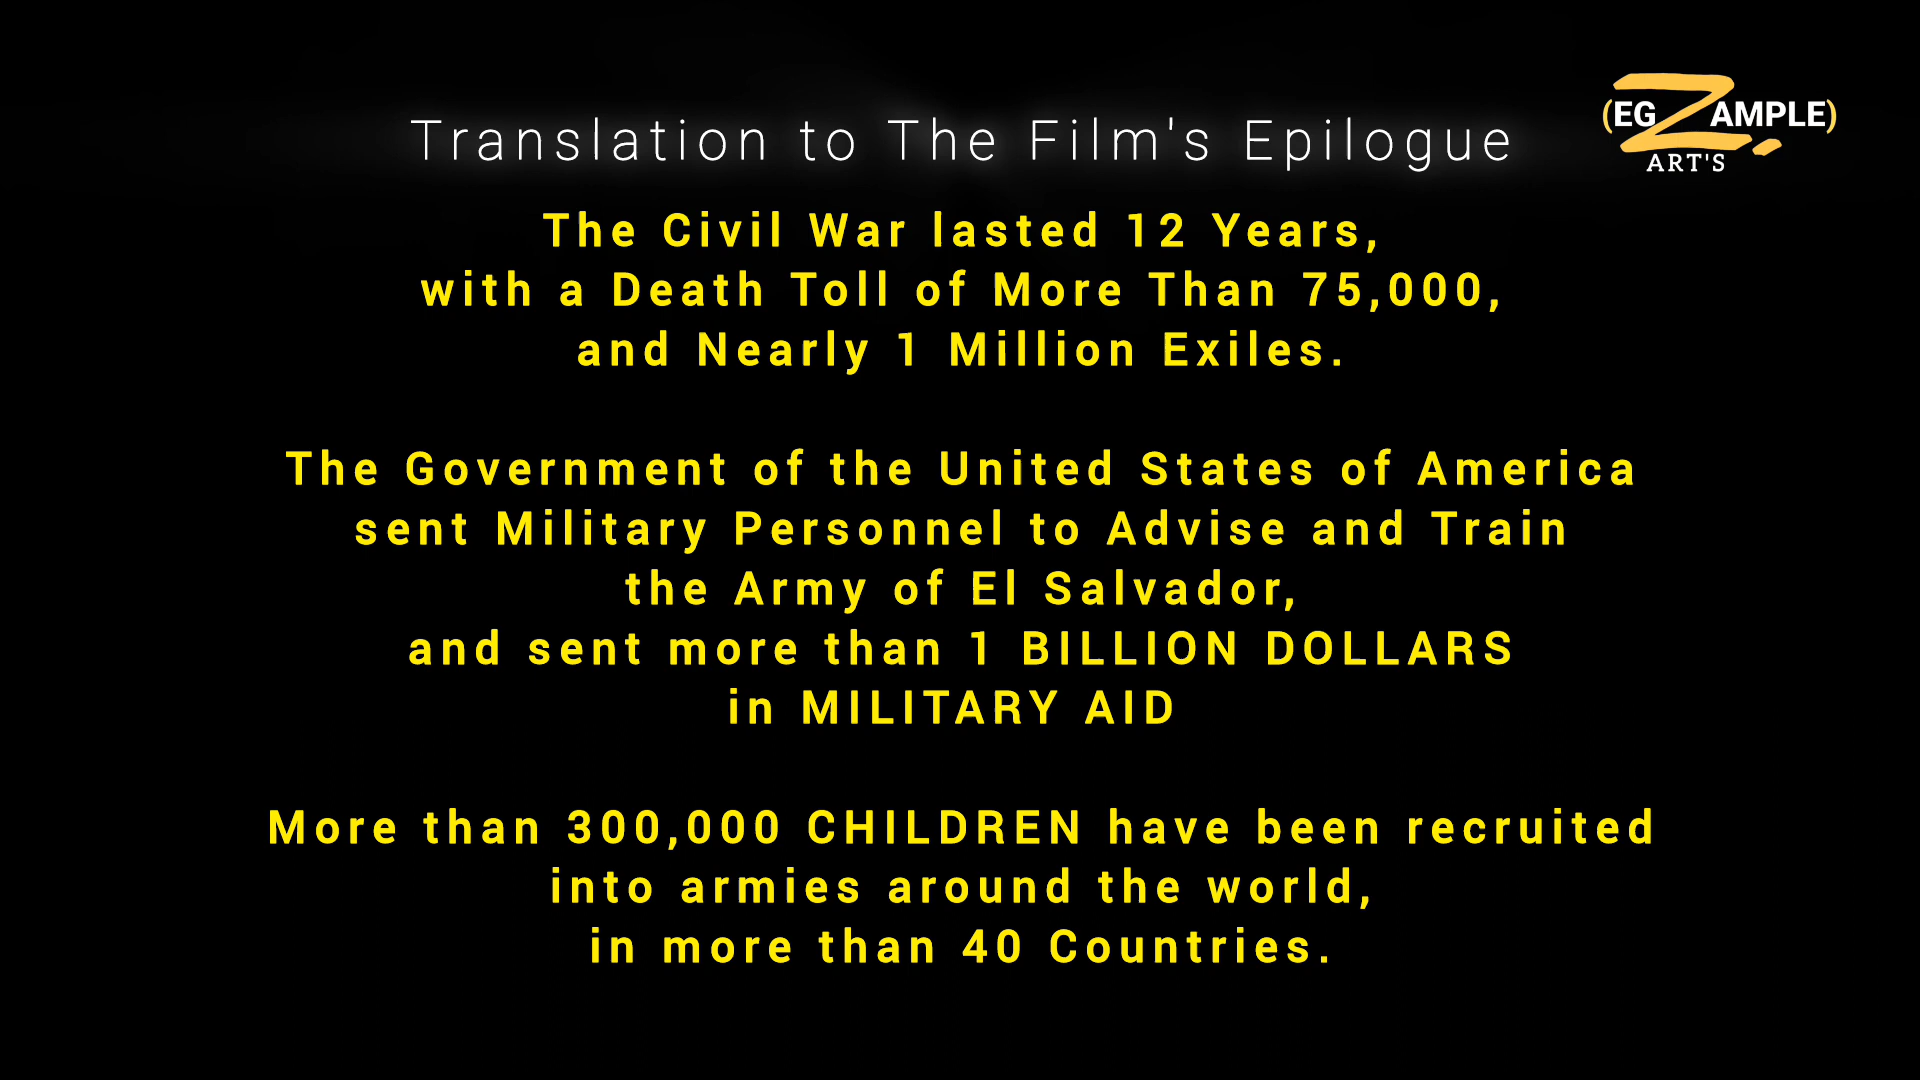 Translation to The Film's Epilogue
(EGZAMPLE)
ART'S
The Civil War lasted 12 Years,
with a Death Toll of More Than 75,000,
and Nearly 1 Million Exiles.
The Government of the United States of America
sent Military Personnel to Advise and Train
the Army of El Salvador,
and sent more than 1 BILLION DOLLARS
in MILITARY AID
More than 300,000 CHILDREN have been recruited
into armies around the world,
in more than 40 Countries.